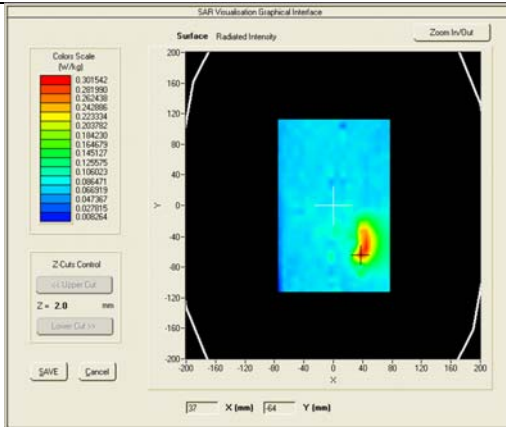 SAR Visualisation Graphical Interface
Surface Radiated Intensity
Zoom In/Out
Colors Scale
[W/kg]
0.301542
0.281990
0.262438
0.242886
0.223334
0.203782
0.184230
0.164679
0.145127
0.125575
0.106023
0.086471
0.066919
0.047367
0.027815
0.008264
Z-Cuts Control
<< Upper Cut
Z = 2.0 mm
Lower Cut >>
SAVE Cancel
Y
200
160
120
80
40
0
-40
-80
-120
-160
-200
-200 -160 -120 -80 -40 0 40 80 120 160 200
X
37 X (mm) -64 Y (mm)